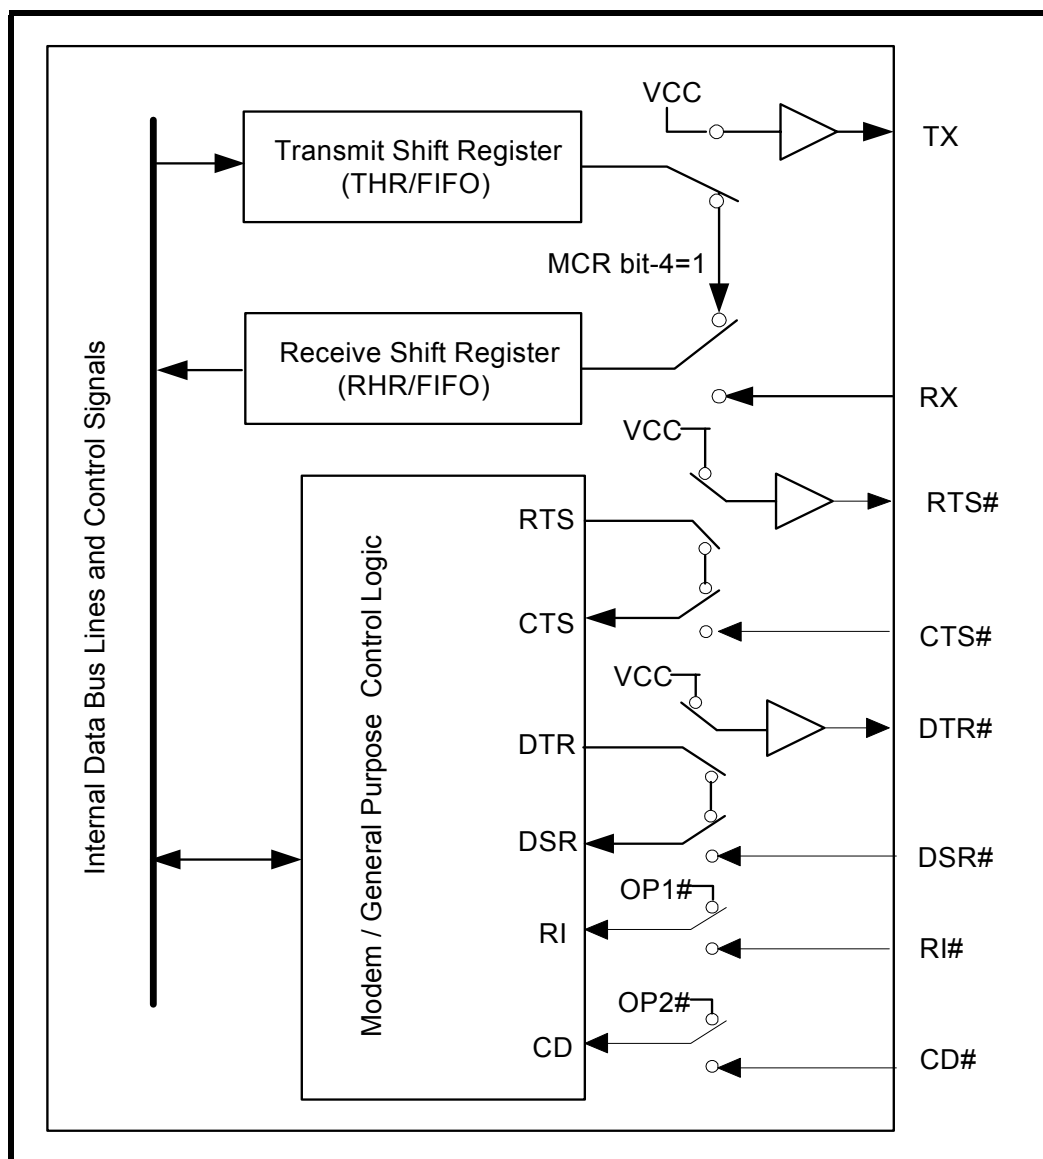 VCC
TX
Transmit Shift Register
(THR/FIFO)
MCR bit-4=1
Receive Shift Register
(RHR/FIFO)
RX
VCC
RTS#
RTS
CTS
CTS#
VCC
DTR#
DTR
DSR
DSR#
OP1#
RI
RI#
OP2#
CD
CD#
Internal Data Bus Lines and Control Signals
Modem / General Purpose Control Logic